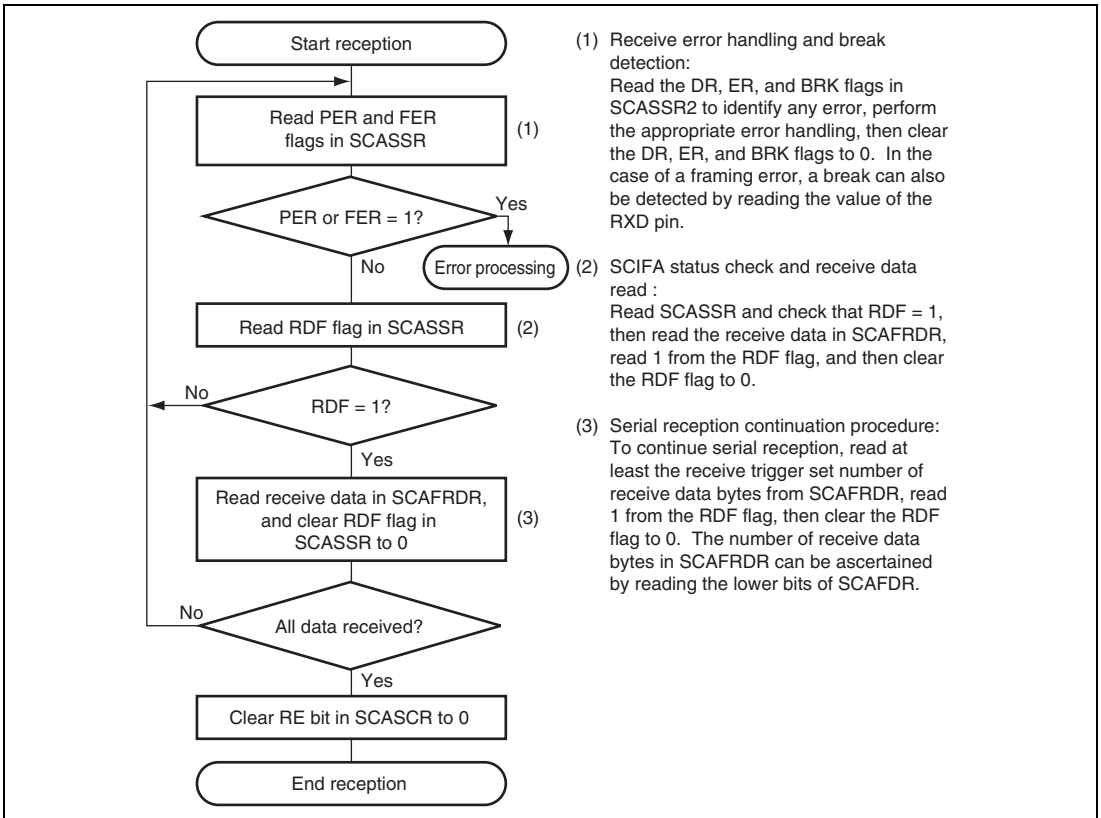 Start reception
Read PER and FER
flags in SCASSR
(1)
PER or FER = 1?
Yes
No
Error processing
Read RDF flag in SCASSR
(2)
No
RDF = 1?
Yes
Read receive data in SCAFRDR,
and clear RDF flag in
SCASSR to 0
(3)
No
All data received?
Yes
Clear RE bit in SCASCR to 0
End reception
(1) Receive error handling and break
detection:
Read the DR, ER, and BRK flags in
SCASSR2 to identify any error, perform
the appropriate error handling, then clear
the DR, ER, and BRK flags to 0. In the
case of a framing error, a break can also
be detected by reading the value of the
RXD pin.
(2) SCIFA status check and receive data
read :
Read SCASSR and check that RDF = 1,
then read the receive data in SCAFRDR,
read 1 from the RDF flag, and then clear
the RDF flag to 0.
(3) Serial reception continuation procedure:
To continue serial reception, read at
least the receive trigger set number of
receive data bytes from SCAFRDR, read
1 from the RDF flag, then clear the RDF
flag to 0. The number of receive data
bytes in SCAFRDR can be ascertained
by reading the lower bits of SCAFDR.